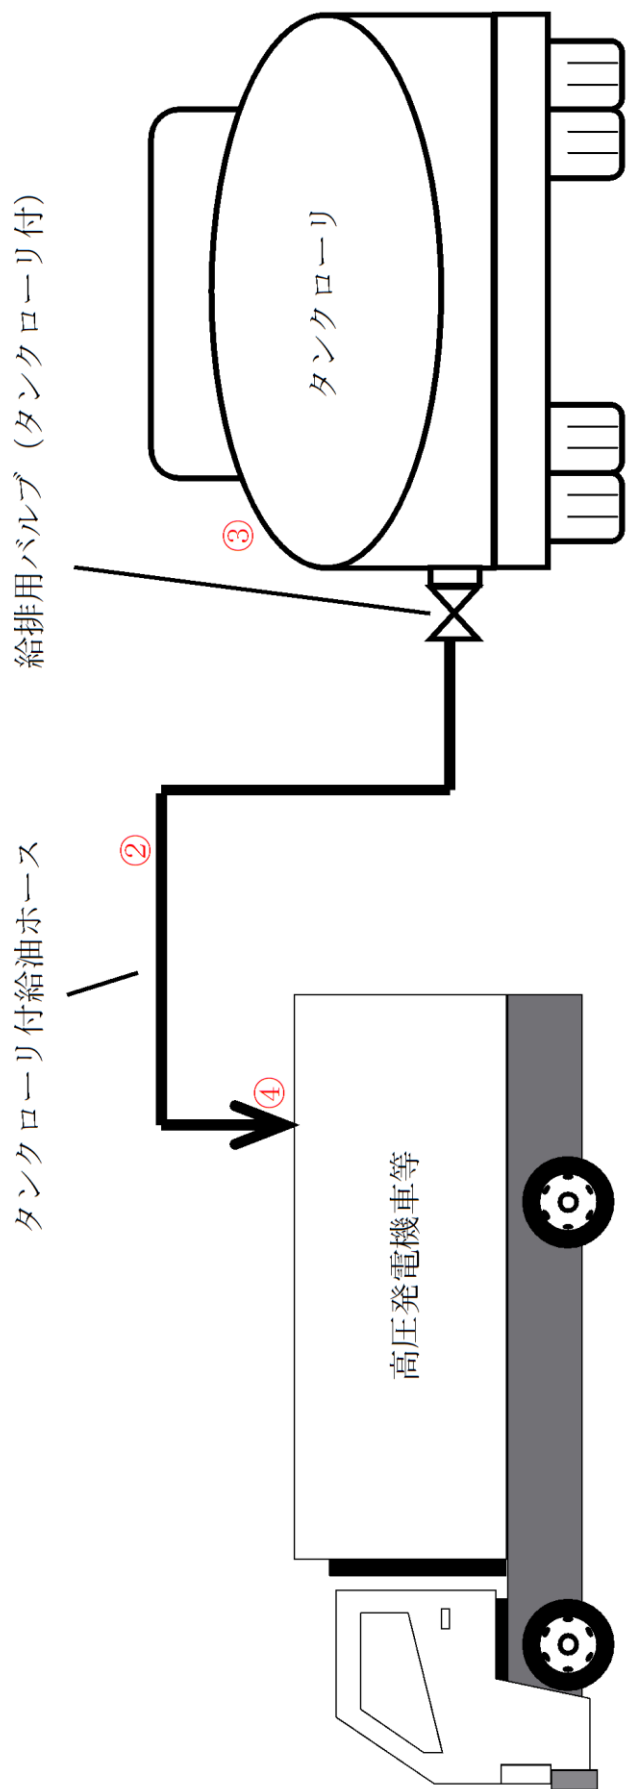 タンクローリ付給油ホース
給排用バルブ (タンクローリ付)
②
③
④
タンクローリ
高圧発電機車等